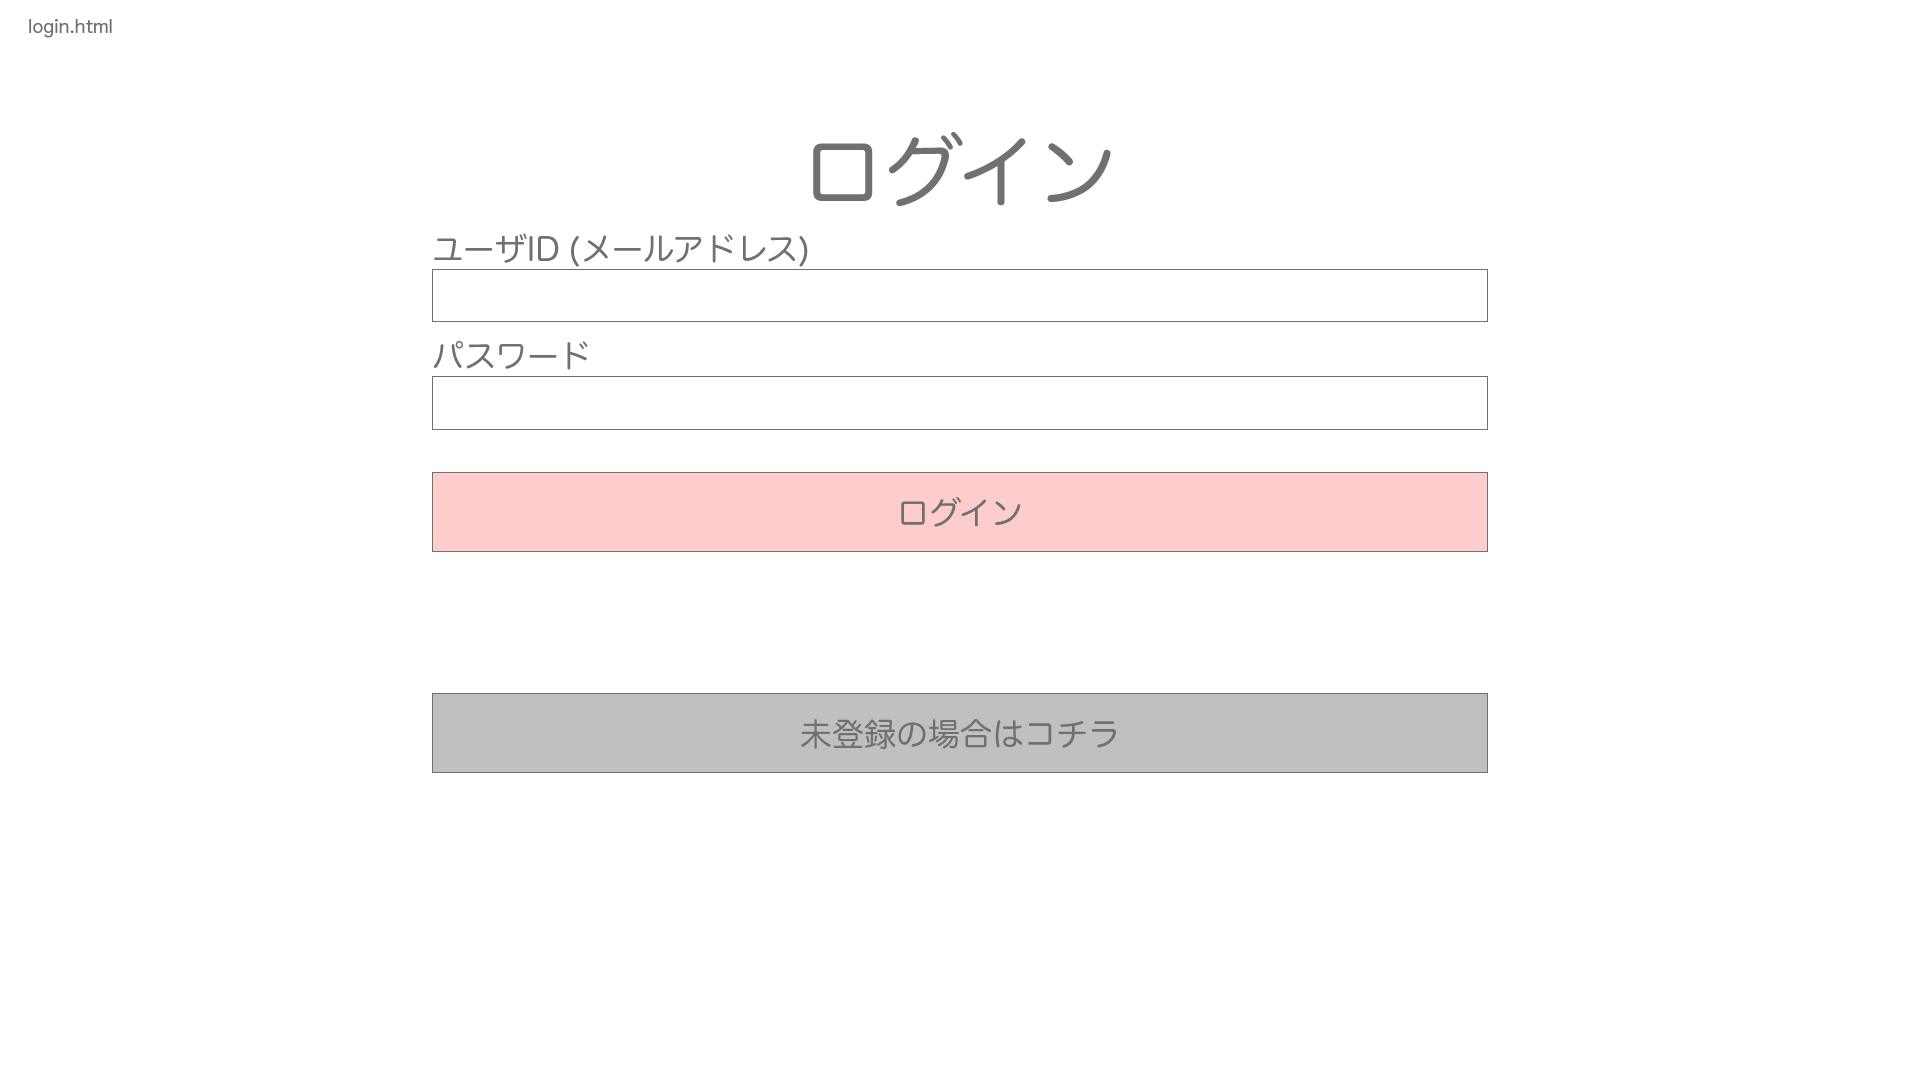 login.html
ログイン
ユーザID (メールアドレス)
パスワード
ログイン
未登録の場合はコチラ